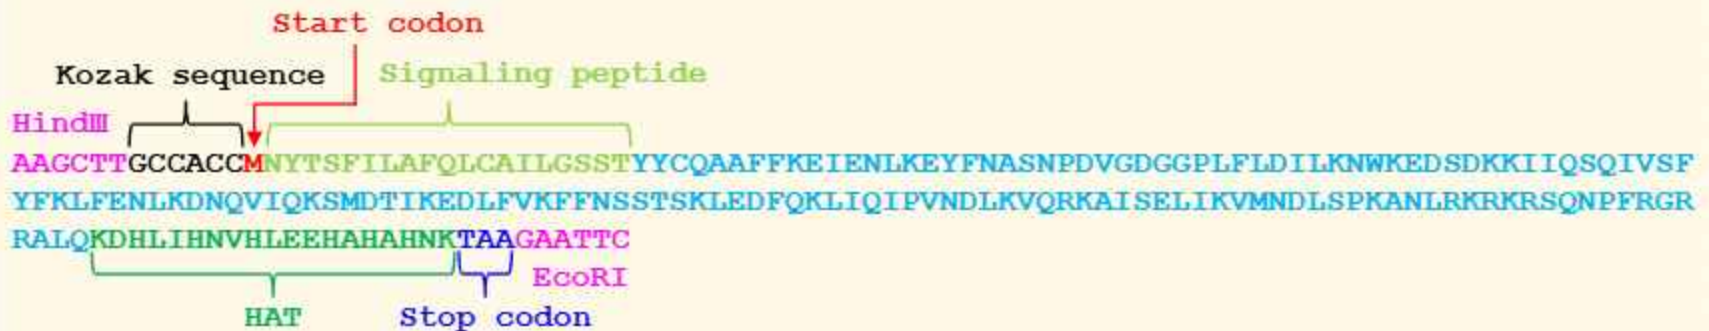 Start codon
Kozak sequence Signaling peptide
HindⅢ
AAGCTTGCCACCMNYTSFILAFQLCAILGSSTYYCQAAFFKEIENLKEYFNASNPDVGDGGPLFLDILKNWKEDSDKKIIQSQIVSF
YFKLFENLKDNQVIQKSMDTIKEDLFVKFFNSSTSKLEDFQKLIQIPVNDLKVQRKAISELIKVMNDLSPKANLRKRKRSQNPFRGR
RALQKDHLIHNVHLEEHAHAHNKTAAGAATTC
EcoRI
HAT Stop codon